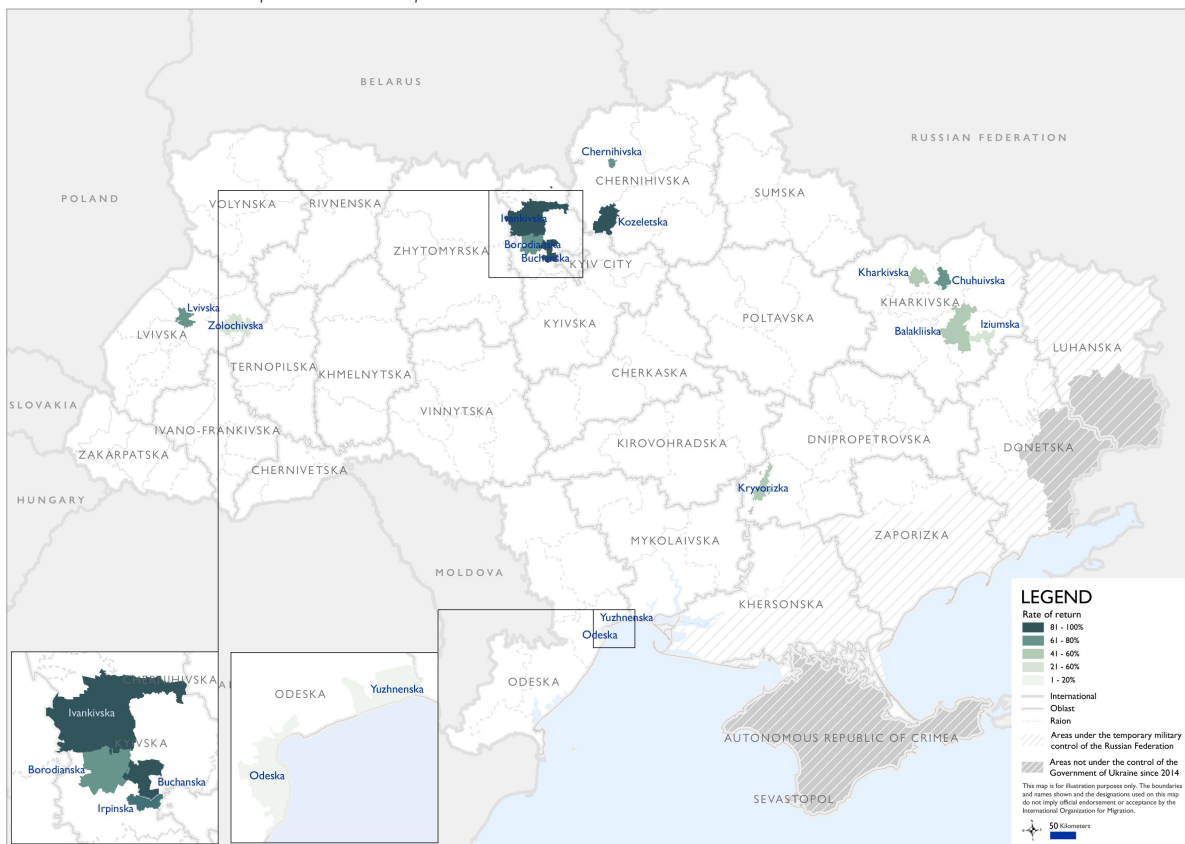 BELARUS
RUSSIAN FEDERATION
Chernihivska
CHERNIHIVSKA
POLAND
VOLYNSKA
RIVNENSKA
SUMSKA
Ivankivska
Kozeletska
ZHYTOMYRSKA
Borodianska
Buchanska
KYIV CITY
Kharkivska
Chuhuivska
KHARKIVSKA
Lvivska
Zolochivska
LVIVSKA
KYIVSKA
POLTAVSKA
Balakliiska
Iziumska
LUHANSKA
TERNOPILSKA
KHMELNYTSKA
CHERKASKA
SLOVAKIA
VINNYTSKA
IVANO-FRANKIVSKA
KIROVOHRADSKA
DNIPROPETROVSKA
DONETSKA
ZAKARPATSKA
CHERNIVETSKA
HUNGARY
Kryvorizka
ZAPORIZKA
MYKOLAIVSKA
MOLDOVA
KHERSONSKA
Yuzhnenska
Odeska
ODESKA
AUTONOMOUS REPUBLIC OF CRIMEA
SEVASTOPOL
CHERNIHIVSKA
Ivankivska
KYIVSKA
Borodianska
Buchanska
Irpinska
ODESKA
Yuzhnenska
Odeska
LEGEND
Rate of return
81 - 100%
61 - 80%
41 - 60%
21 - 60%
1 - 20%
International
Oblast
Raion
Areas under the temporary military
control of the Russian Federation
Areas not under the control of the
Government of Ukraine since 2014
This map is for illustration purposes only. The boundaries
and names shown and the designations used on this map
do not imply official endorsement or acceptance by the
International Organization for Migration.
50 Kilometers